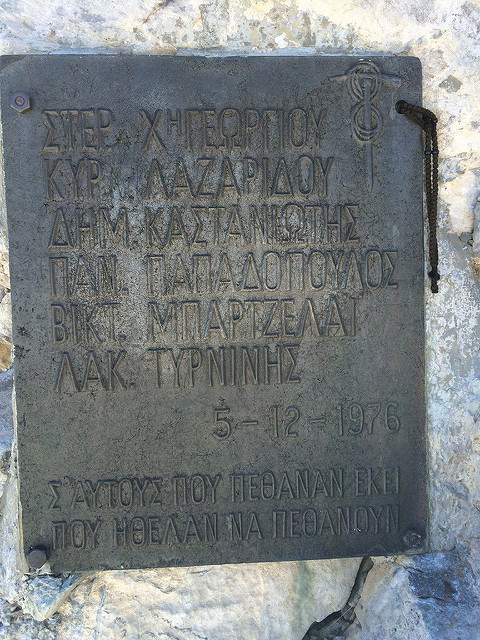 ΣΤΕΡ. ΧΗΓΕΩΡΓΙΟΥ
ΚΥΡ. ΛΑΖΑΡΙΔΟΥ
ΔΗΜ. ΚΑΣΤΑΝΙΩΤΗΣ
ΠΑΝ. ΠΑΠΑΔΟΠΟΥΛΟΣ
ΒΙΚΤ. ΜΠΑΡΤΖΕΛΑΙ
ΛΑΚ. ΤΥΡΝΙΝΗΣ
5-12-1976
Σ'ΑΥΤΟΥΣ ΠΟΥ ΠΕΘΑΝΑΝ ΕΚΕΙ
ΠΟΥ ΗΘΕΛΑΝ ΝΑ ΠΕΘΑΝΟΥΝ